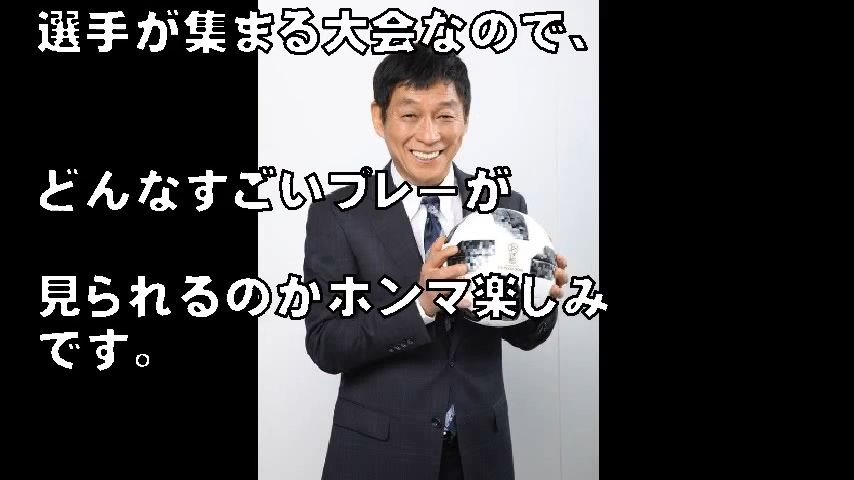 選手が集まる大会なので、
どんなすごいプレーが
見られるのかホンマ楽しみ
です。